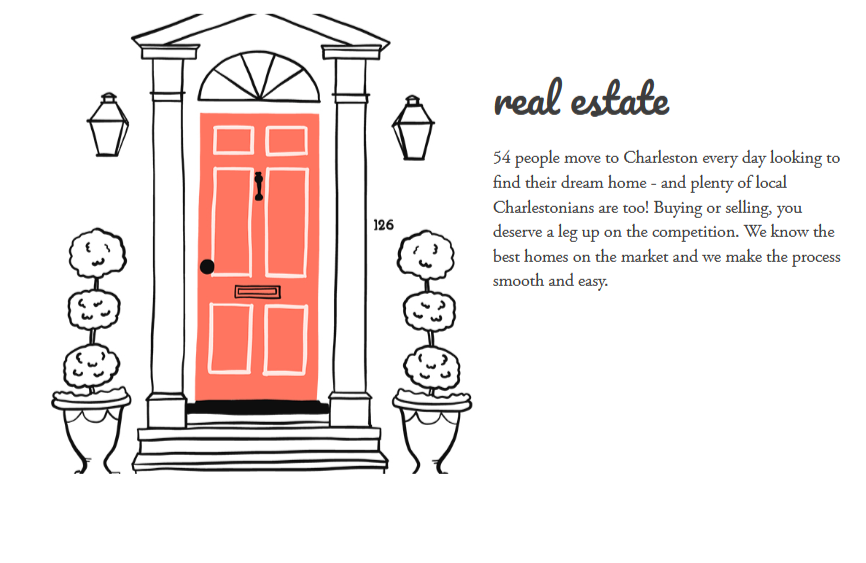 real estate
54 people move to Charleston every day looking to
find their dream home - and plenty of local
Charlestonians are too! Buying or selling, you
deserve a leg up on the competition. We know the
best homes on the market and we make the process
smooth and easy.
126